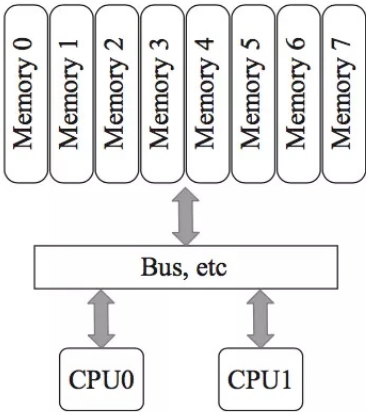 Memory 0
Memory 1
Memory 2
Memory 3
Memory 4
Memory 5
Memory 6
Memory 7
Bus, etc
CPU0
CPU1